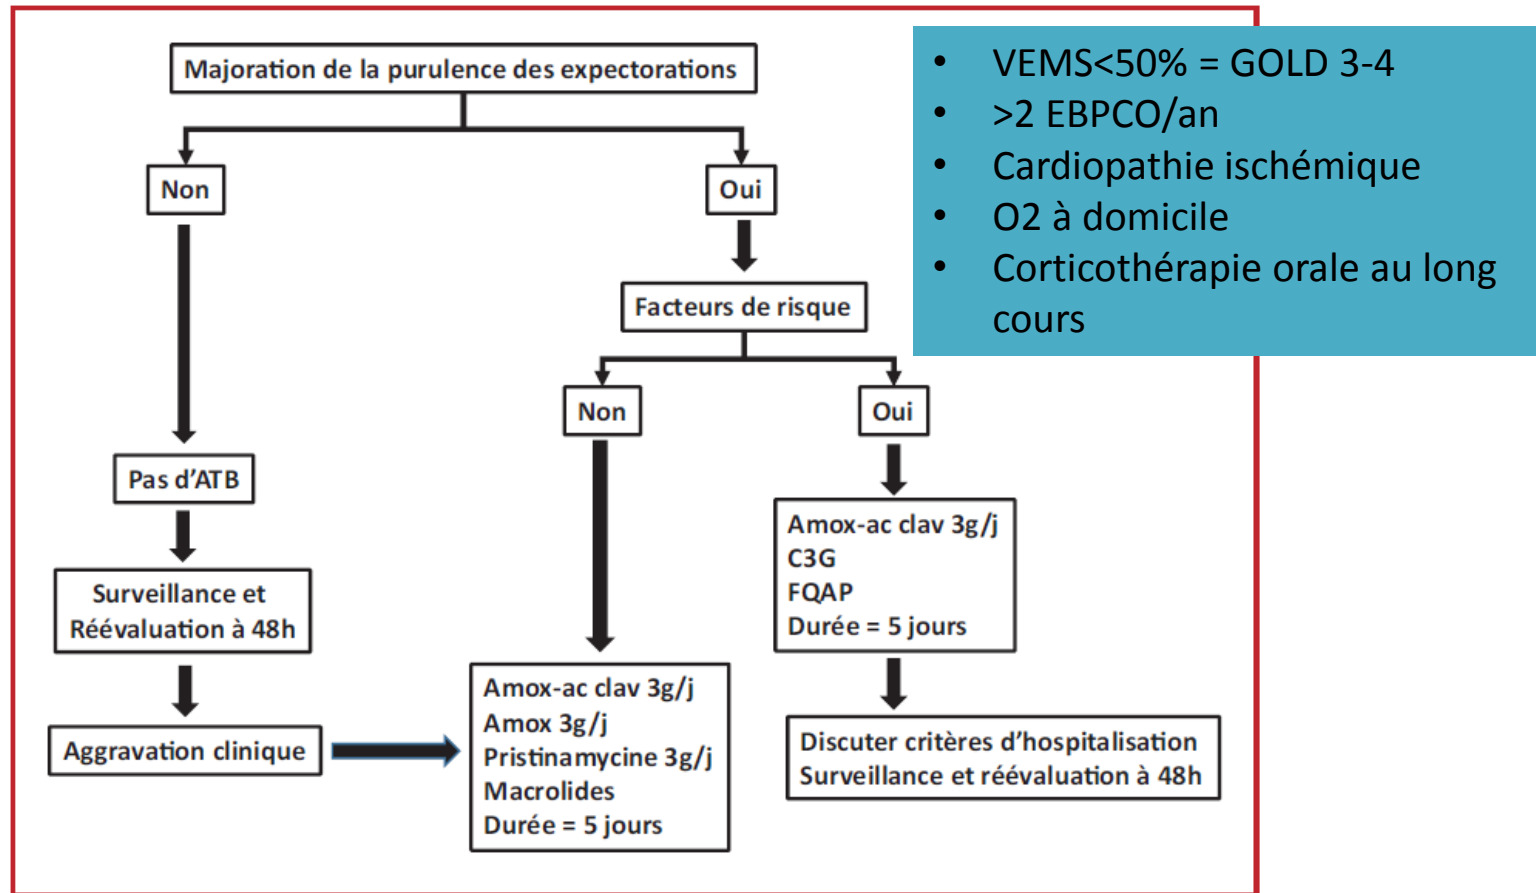 Majoration de la purulence des expectorations
• VEMS<50% = GOLD 3-4
• >2 EBPCO/an
• Cardiopathie ischémique
• O2 à domicile
• Corticothérapie orale au long
cours
Non
Oui
Facteurs de risque
Non
Oui
Pas d'ATB
Surveillance et
Réévaluation à 48h
Aggravation clinique
Amox-ac clav 3g/j
Amox 3g/j
Pristinamycine 3g/j
Macrolides
Durée = 5 jours
Amox-ac clav 3g/j
C3G
FQAP
Durée = 5 jours
Discuter critères d'hospitalisation
Surveillance et réévaluation à 48h